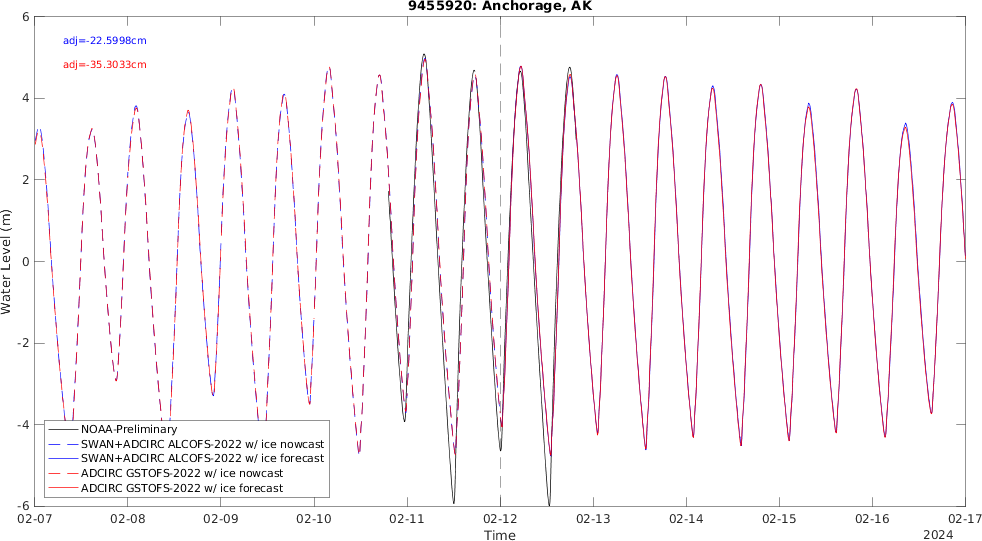 9455920: Anchorage, AK
adj=-22.5998cm
adj=-35.3033cm
Water Level (m)
6
4
2
0
-2
-4
-6
NOAA-Preliminary
SWAN+ADCIRC ALCOFS-2022 w/ ice nowcast
SWAN+ADCIRC ALCOFS-2022 w/ ice forecast
ADCIRC GSTOFS-2022 w/ ice nowcast
ADCIRC GSTOFS-2022 w/ ice forecast
02-07 02-08 02-09 02-10 02-11 02-12 02-13 02-14 02-15 02-16 02-17
Time
2024